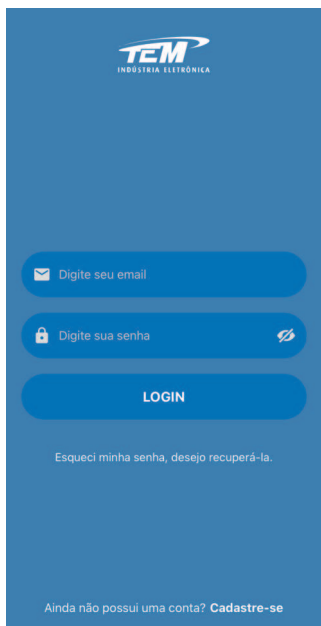 TEM
INDÚSTRIA ELETRÔNICA
Digite seu email
Digite sua senha
LOGIN
Esqueci minha senha, desejo recuperá-la.
Ainda não possui uma conta? Cadastre-se